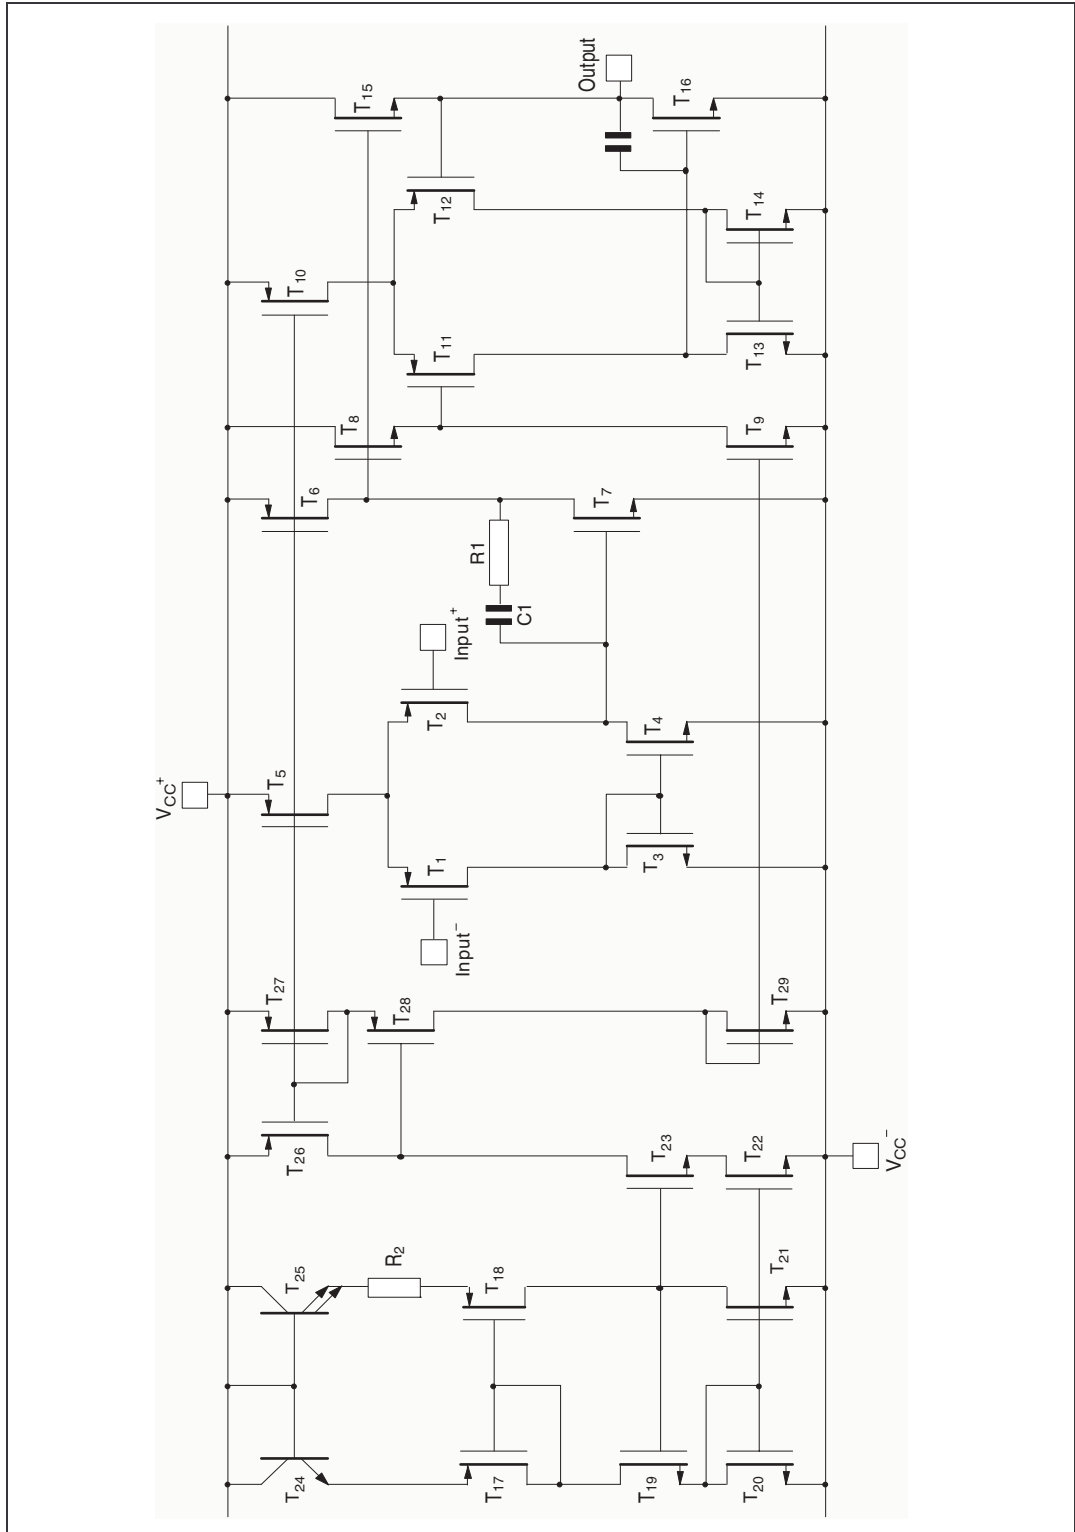 Output
T15
T16
T12
T14
T10
T11
T13
T8
T9
T6
T7
R1
C1
Input+
T2
T4
VCC+
T5
T1
T3
Input−
T27
T28
T29
T26
T23
T22
VCC−
T25
R2
T18
T21
T24
T17
T19
T20